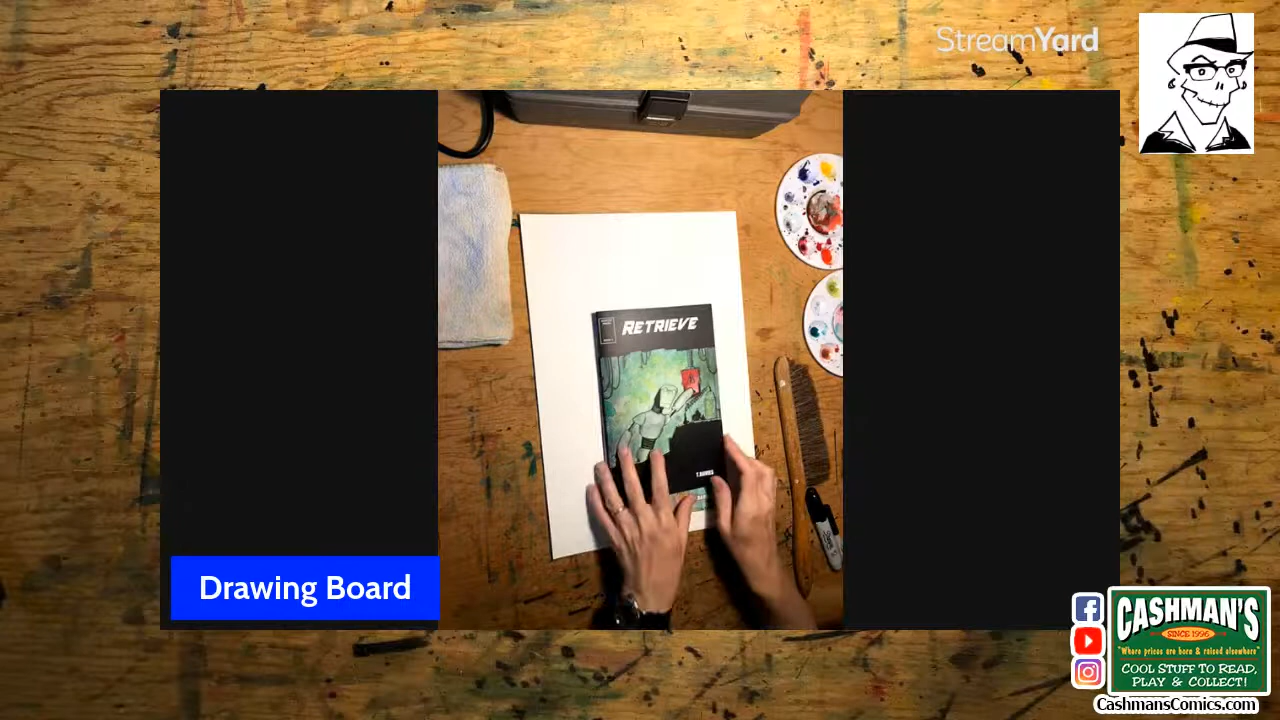 StreamYard
RETRIEVE
T. HAWKES
Drawing Board
CASHMAN'S
SINCE 1996
"Where prices are born & raised elsewhere"
COOL STUFF TO READ,
PLAY & COLLECT!
CashmansComics.com